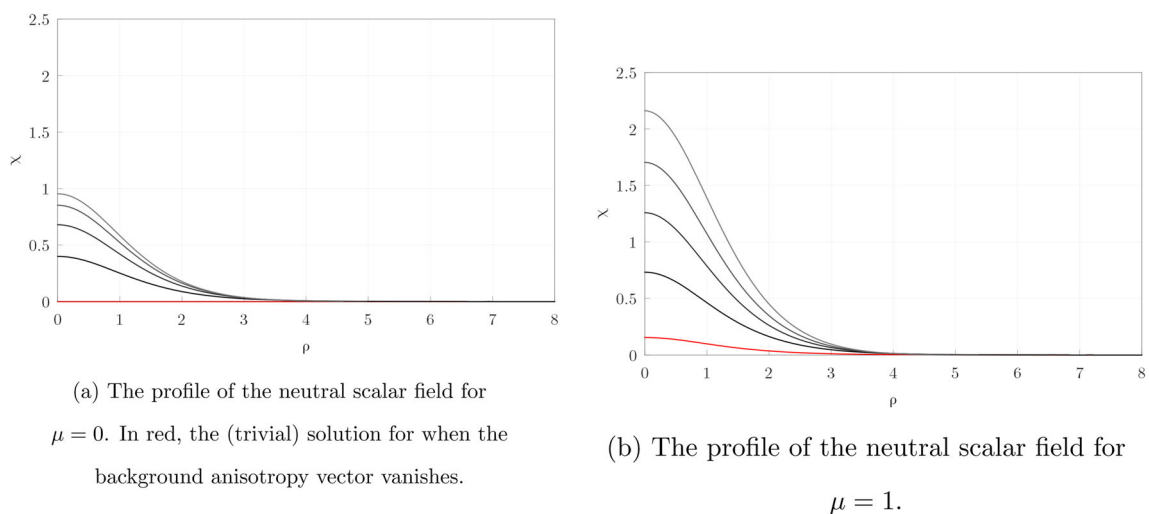 2.5
2
1.5
1
0.5
0
χ
0 1 2 3 4 5 6 7 8
ρ
(a) The profile of the neutral scalar field for
μ = 0. In red, the (trivial) solution for when the
background anisotropy vector vanishes.
2.5
2
1.5
1
0.5
0
χ
0 1 2 3 4 5 6 7 8
ρ
(b) The profile of the neutral scalar field for
μ = 1.